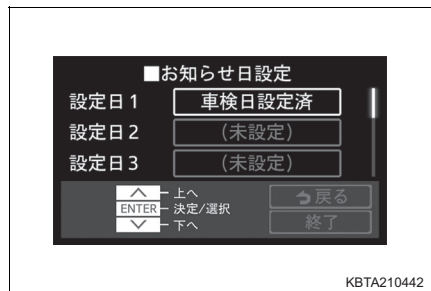 ■お知らせ日設定
設定日1 車検日設定済
設定日2 (未設定)
設定日3 (未設定)
上へ
ENTER 決定/選択
下へ
戻る
終了
KBTA210442